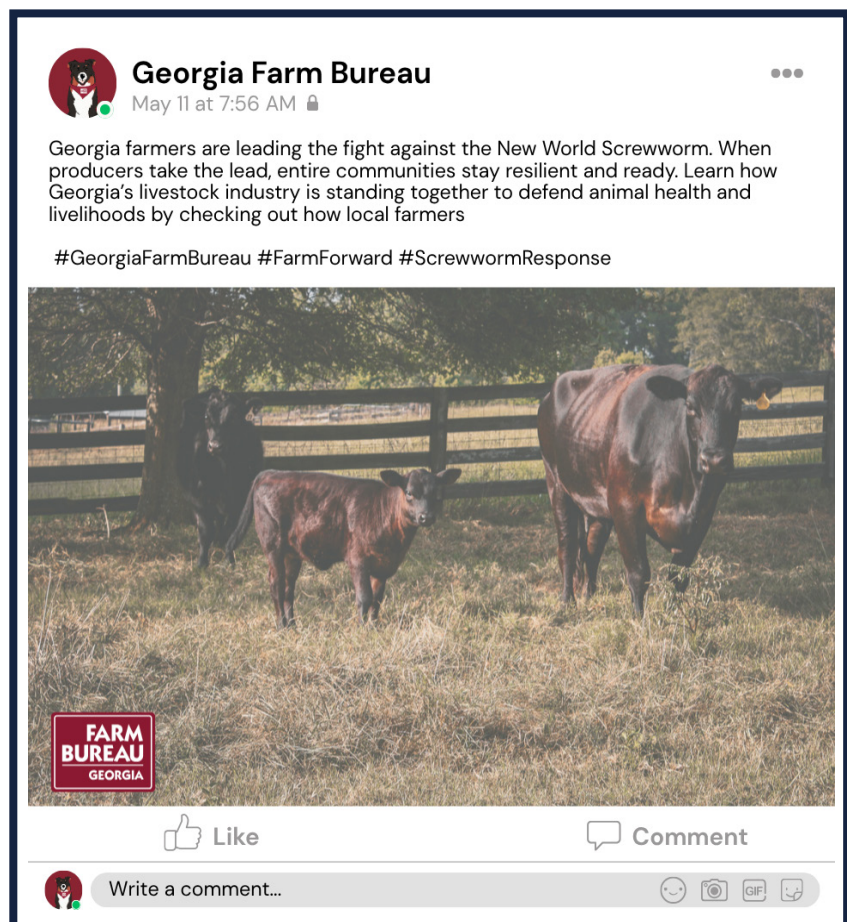 Georgia Farm Bureau
May 11 at 7:56 AM
Georgia farmers are leading the fight against the New World Screwworm. When
producers take the lead, entire communities stay resilient and ready. Learn how
Georgia’s livestock industry is standing together to defend animal health and
livelihoods by checking out how local farmers
#GeorgiaFarmBureau #FarmForward #ScrewwormResponse
FARM
BUREAU
GEORGIA
Like
Comment
Write a comment...
GIF